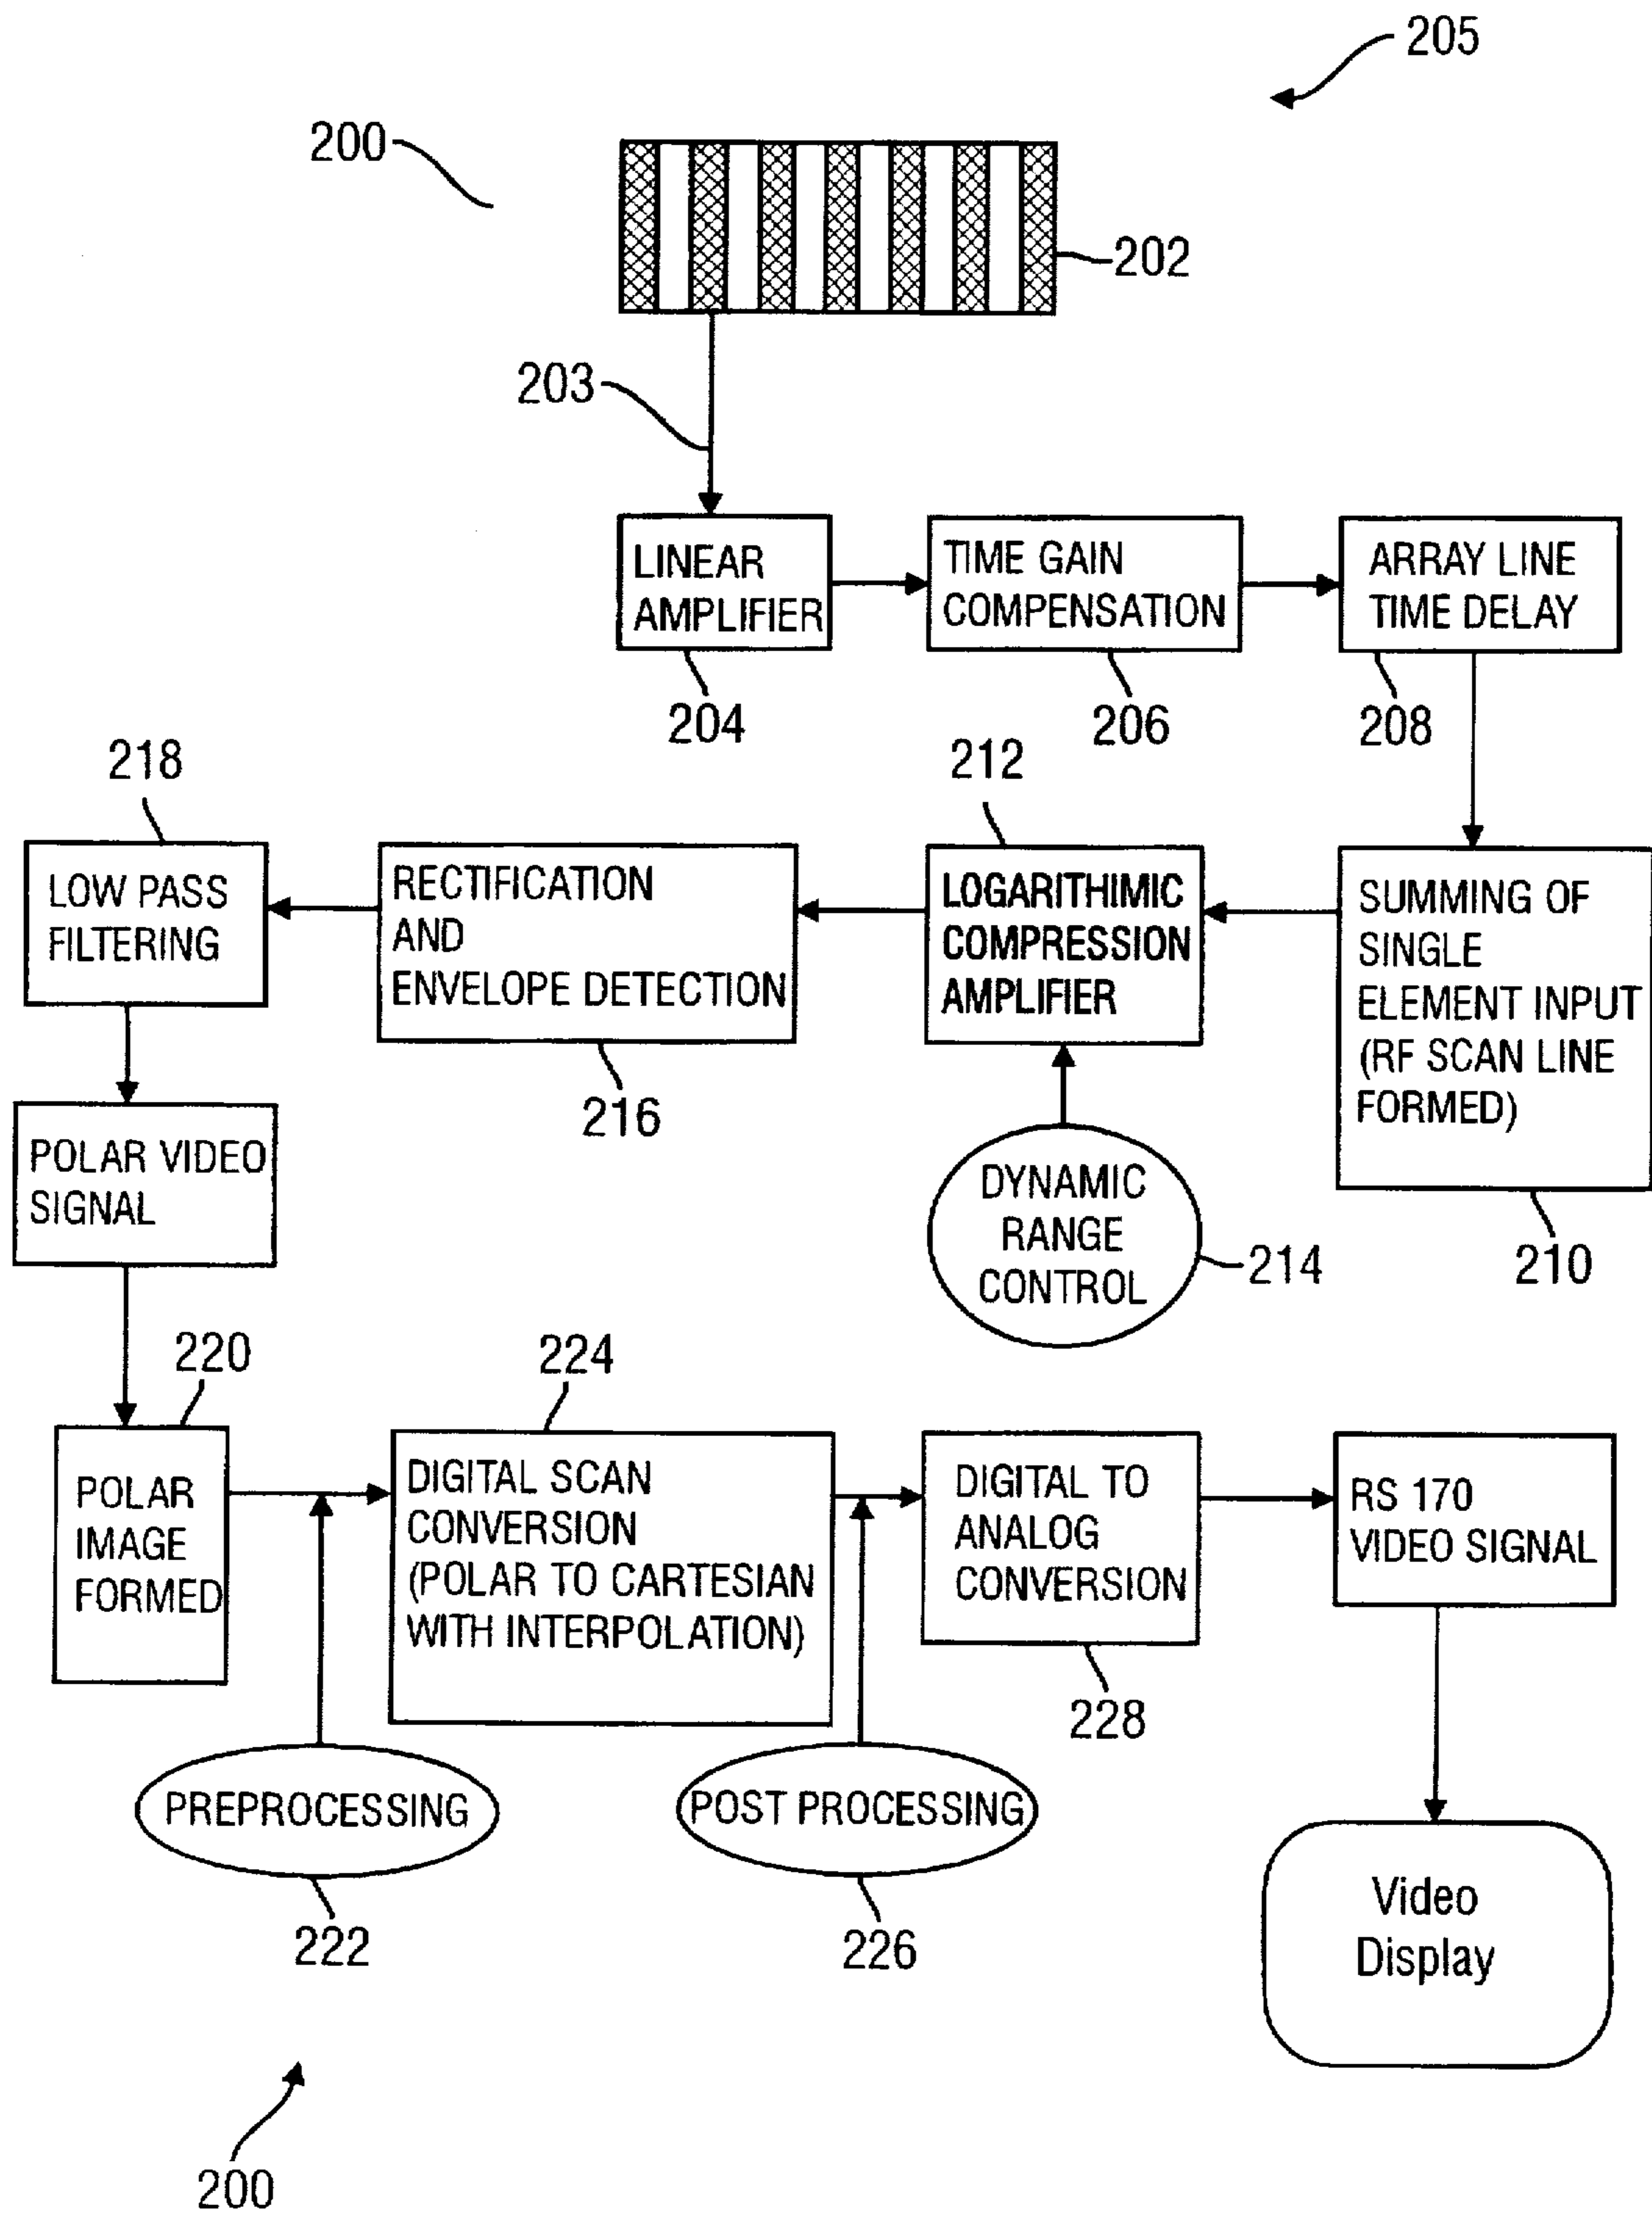 205
200
202
203
LINEAR
AMPLIFIER
TIME GAIN
COMPENSATION
ARRAY LINE
TIME DELAY
204
206
208
218
212
LOW PASS
FILTERING
RECTIFICATION
AND
ENVELOPE DETECTION
LOGARITHIMIC
COMPRESSION
AMPLIFIER
SUMMING OF
SINGLE
ELEMENT INPUT
(RF SCAN LINE
FORMED)
216
POLAR VIDEO
SIGNAL
DYNAMIC
RANGE
CONTROL
214
210
220
224
POLAR
IMAGE
FORMED
DIGITAL SCAN
CONVERSION
(POLAR TO CARTESIAN
WITH INTERPOLATION)
DIGITAL TO
ANALOG
CONVERSION
RS 170
VIDEO SIGNAL
228
PREPROCESSING
POST PROCESSING
222
226
Video
Display
200